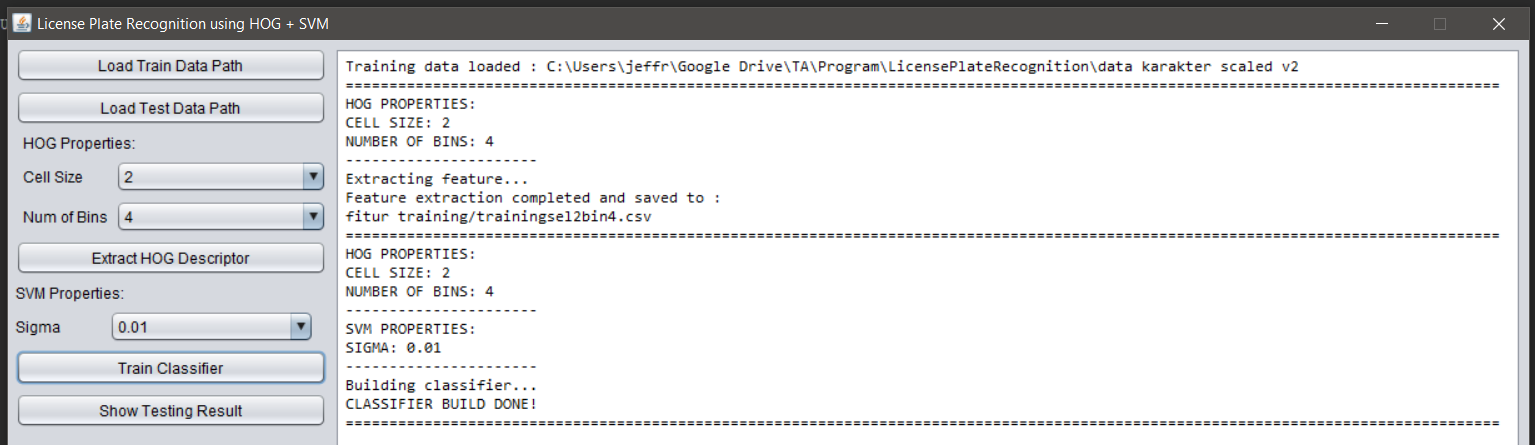 License Plate Recognition using HOG + SVM
Load Train Data Path
Load Test Data Path
HOG Properties:
Cell Size 2
Num of Bins 4
Extract HOG Descriptor
SVM Properties:
Sigma 0.01
Train Classifier
Show Testing Result
Training data loaded : C:\Users\jeffr\Google Drive\TA\Program\LicensePlateRecognition\data karakter scaled v2
==============================================================================================================
HOG PROPERTIES:
CELL SIZE: 2
NUMBER OF BINS: 4
----------------------
Extracting feature...
Feature extraction completed and saved to :
fitur training/trainingsel2bin4.csv
==============================================================================================================
HOG PROPERTIES:
CELL SIZE: 2
NUMBER OF BINS: 4
----------------------
SVM PROPERTIES:
SIGMA: 0.01
----------------------
Building classifier...
CLASSIFIER BUILD DONE!
==============================================================================================================